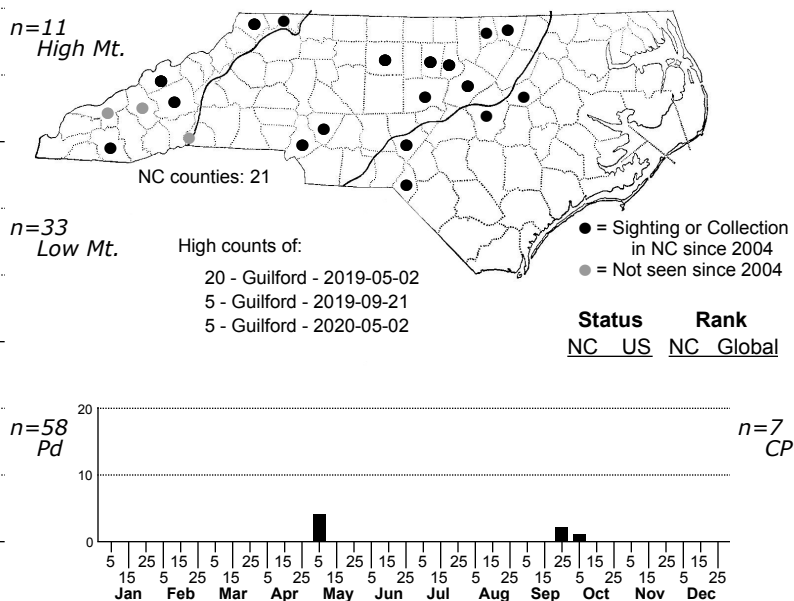 n=11
High Mt.
NC counties: 21
n=33
Low Mt.
High counts of:
20 - Guilford - 2019-05-02
5 - Guilford - 2019-09-21
5 - Guilford - 2020-05-02
= Sighting or Collection
in NC since 2004
= Not seen since 2004
Status Rank
NC US NC Global
n=58
Pd
n=7
CP
20
10
0
5 25 15 5 25 15 5 25 15 5 25 15 5 25 15 5 25 15
15 5 25 15 5 25 15 5 25 15 5 25 15 5 25 15 5 25
Jan Feb Mar Apr May Jun Jul Aug Sep Oct Nov Dec